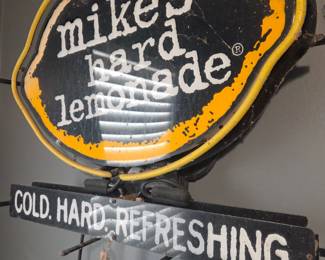 mike's
hard
lemonade®
COLD. HARD. REFRESHING